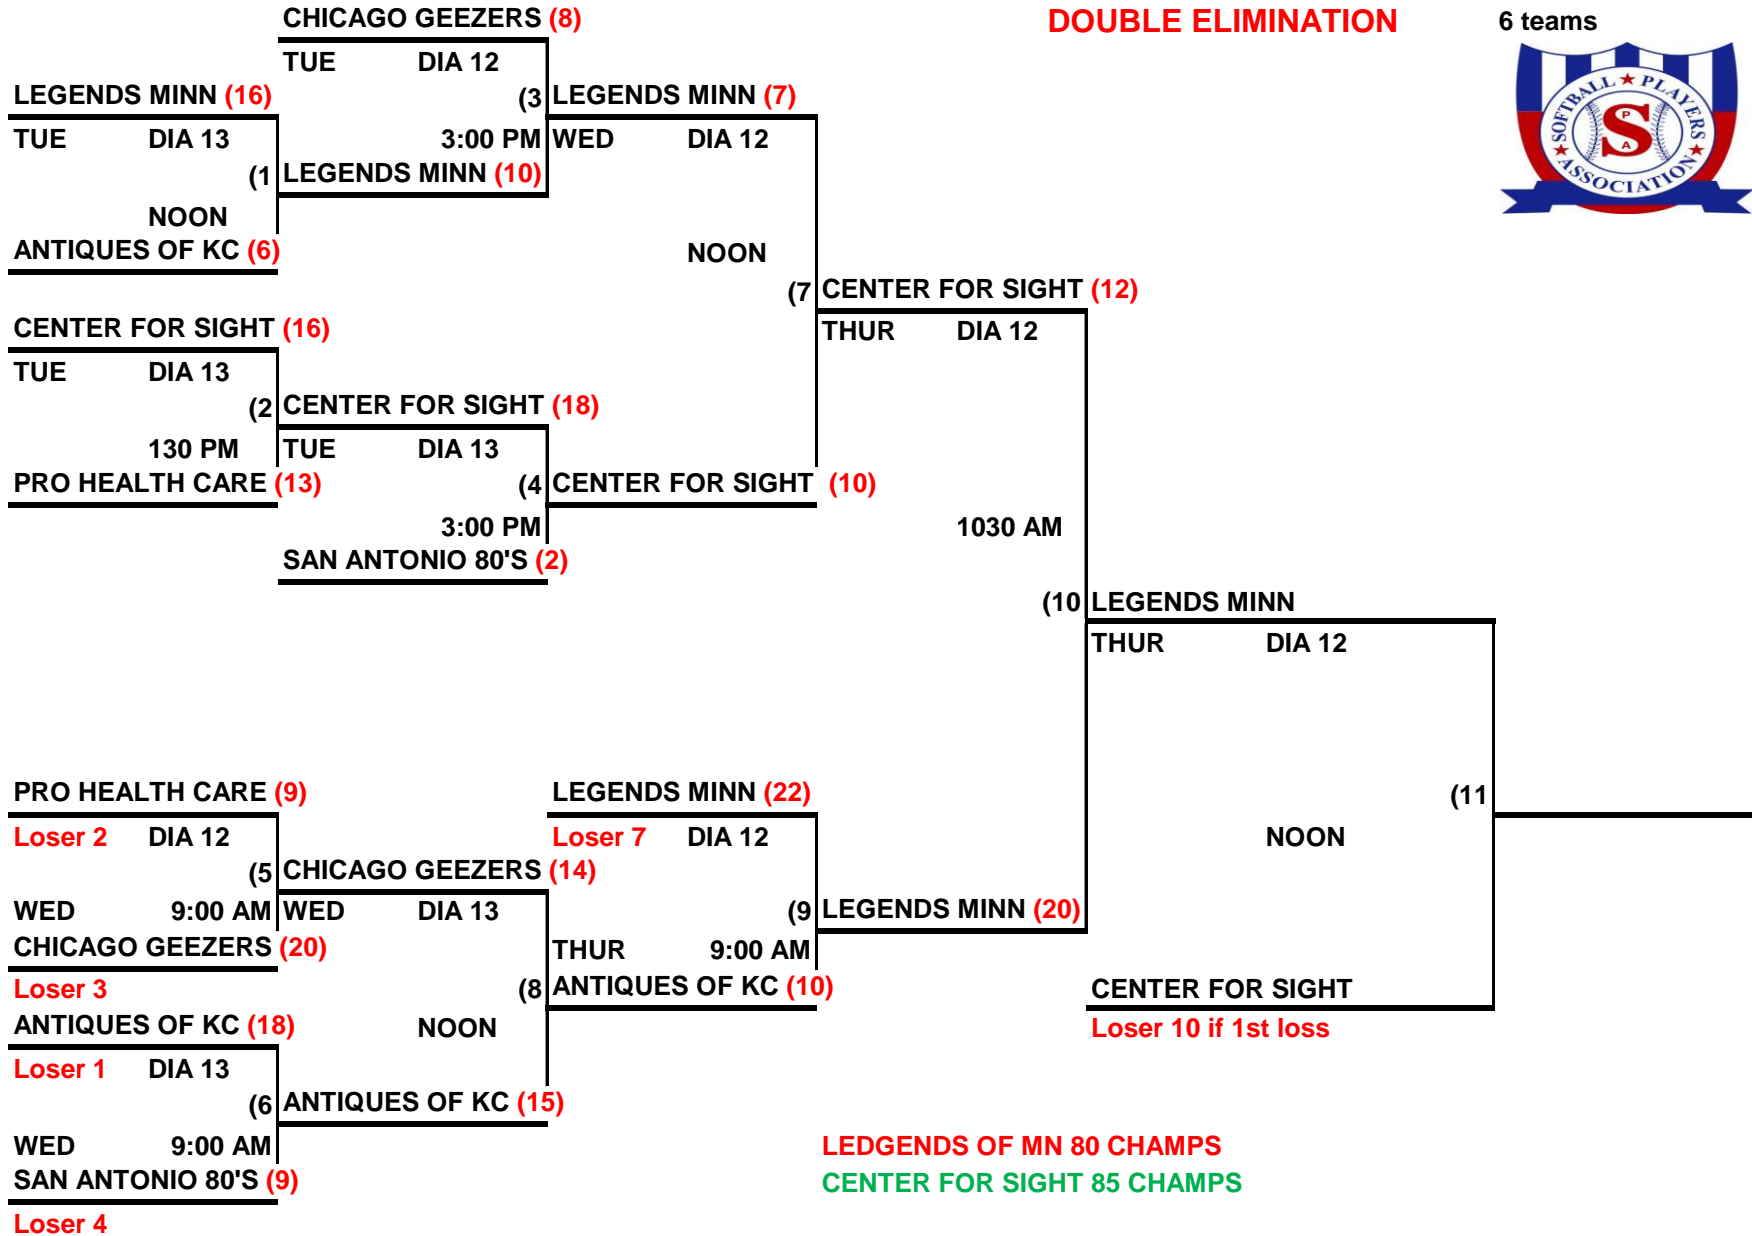 CHICAGO GEEZERS (8)
DOUBLE ELIMINATION
6 teams
TUE DIA 12
LEGENDS MINN (16)
(3 LEGENDS MINN (7)
TUE DIA 13
3:00 PM WED DIA 12
(1 LEGENDS MINN (10)
NOON
ANTIQUES OF KC (6)
NOON
SOFTBALL ★ PLAYERS ★ ASSOCIATION ★
S P A
(7 CENTER FOR SIGHT (12)
CENTER FOR SIGHT (16)
THUR DIA 12
TUE DIA 13
(2 CENTER FOR SIGHT (18)
130 PM TUE DIA 13
PRO HEALTH CARE (13)
(4 CENTER FOR SIGHT (10)
3:00 PM
1030 AM
SAN ANTONIO 80'S (2)
(10 LEGENDS MINN
THUR DIA 12
PRO HEALTH CARE (9)
LEGENDS MINN (22)
(11
Loser 2 DIA 12
Loser 7 DIA 12
NOON
(5 CHICAGO GEEZERS (14)
WED 9:00 AM WED DIA 13
(9 LEGENDS MINN (20)
CHICAGO GEEZERS (20)
THUR 9:00 AM
Loser 3
(8 ANTIQUES OF KC (10)
CENTER FOR SIGHT
ANTIQUES OF KC (18)
NOON
Loser 10 if 1st loss
Loser 1 DIA 13
(6 ANTIQUES OF KC (15)
WED 9:00 AM
LEDGENDS OF MN 80 CHAMPS
SAN ANTONIO 80'S (9)
CENTER FOR SIGHT 85 CHAMPS
Loser 4